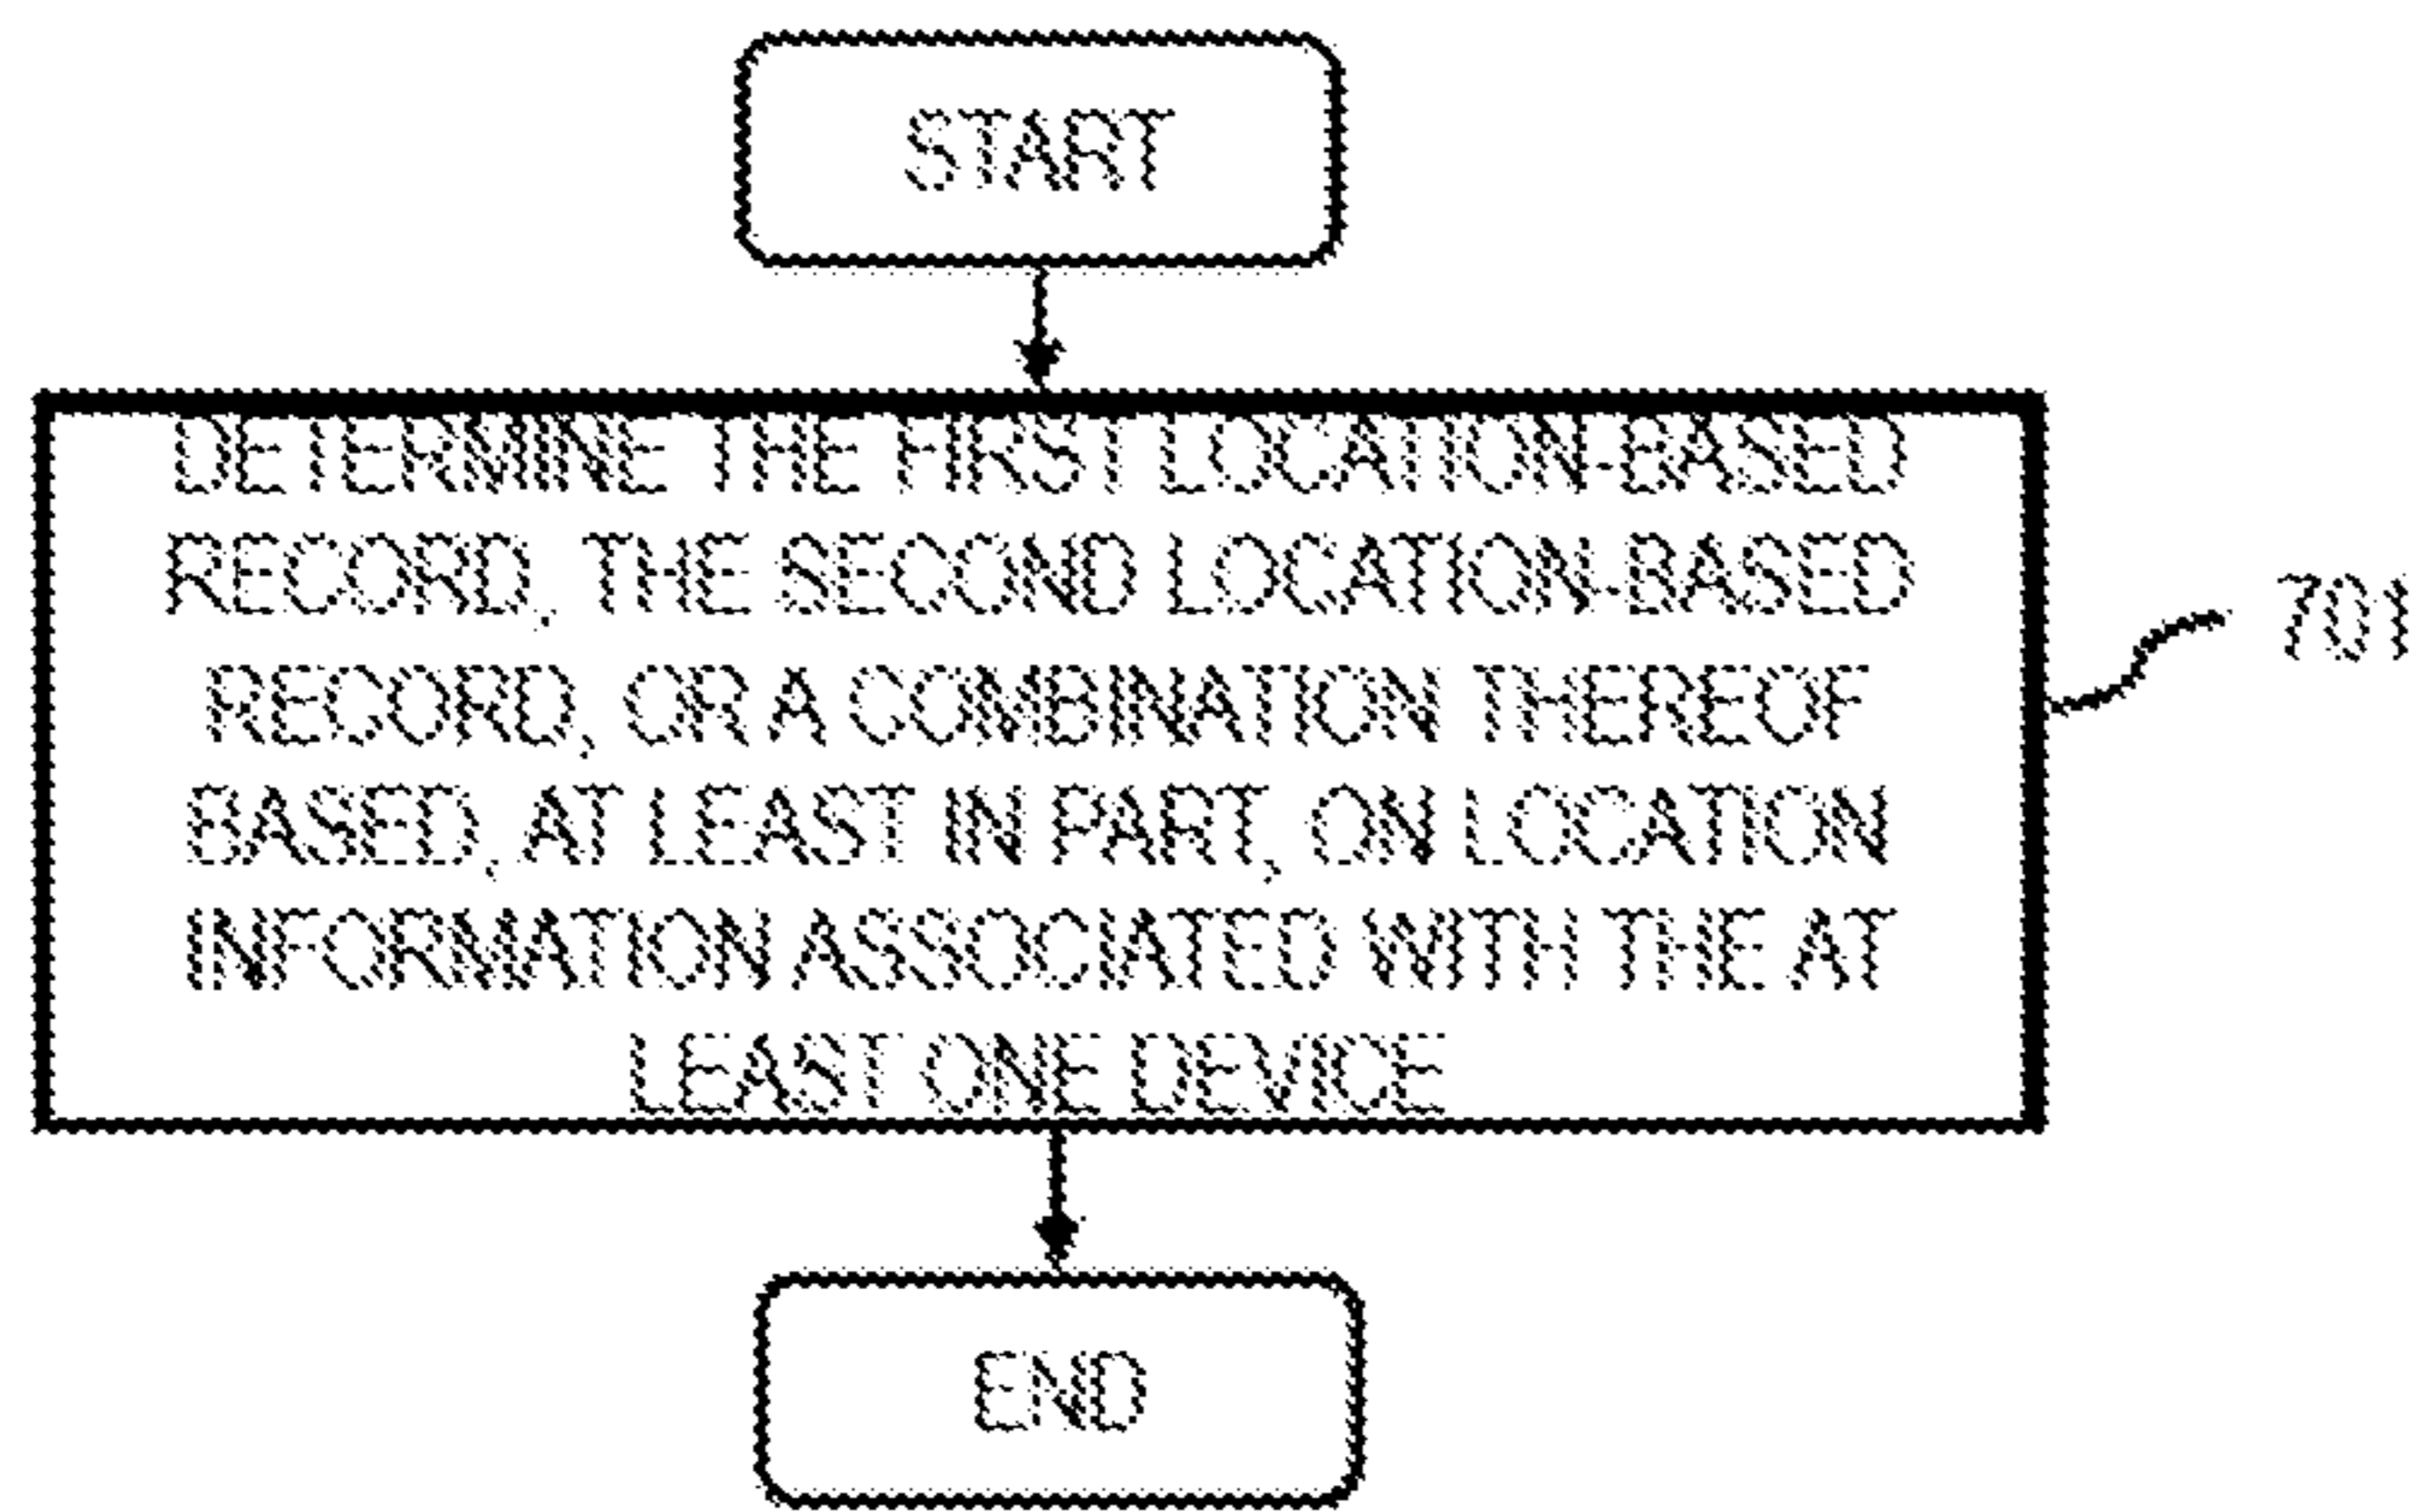 START
DETERMINE THE FIRST LOCATION-BASED
RECORD, THE SECOND LOCATION-BASED
RECORD, OR A COMBINATION THEREOF
BASED, AT LEAST IN PART, ON LOCATION
INFORMATION ASSOCIATED WITH THE AT
LEAST ONE DEVICE
701
END